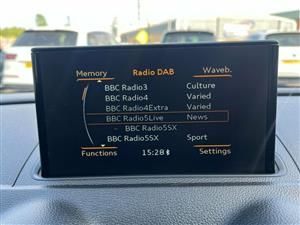 Memory Radio DAB Waveb.
BBC Radio3 Culture
BBC Radio4 Varied
BBC Radio4Extra Varied
BBC Radio5Live News
- BBC Radio5SX
BBC Radio5SX Sport
Functions 15:28 Settings